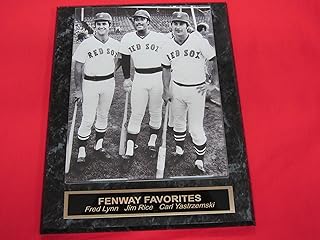 RED SOX
RED SOX
RED SOX
FENWAY FAVORITES
Fred Lynn Jim Rice Carl Yastrzemski